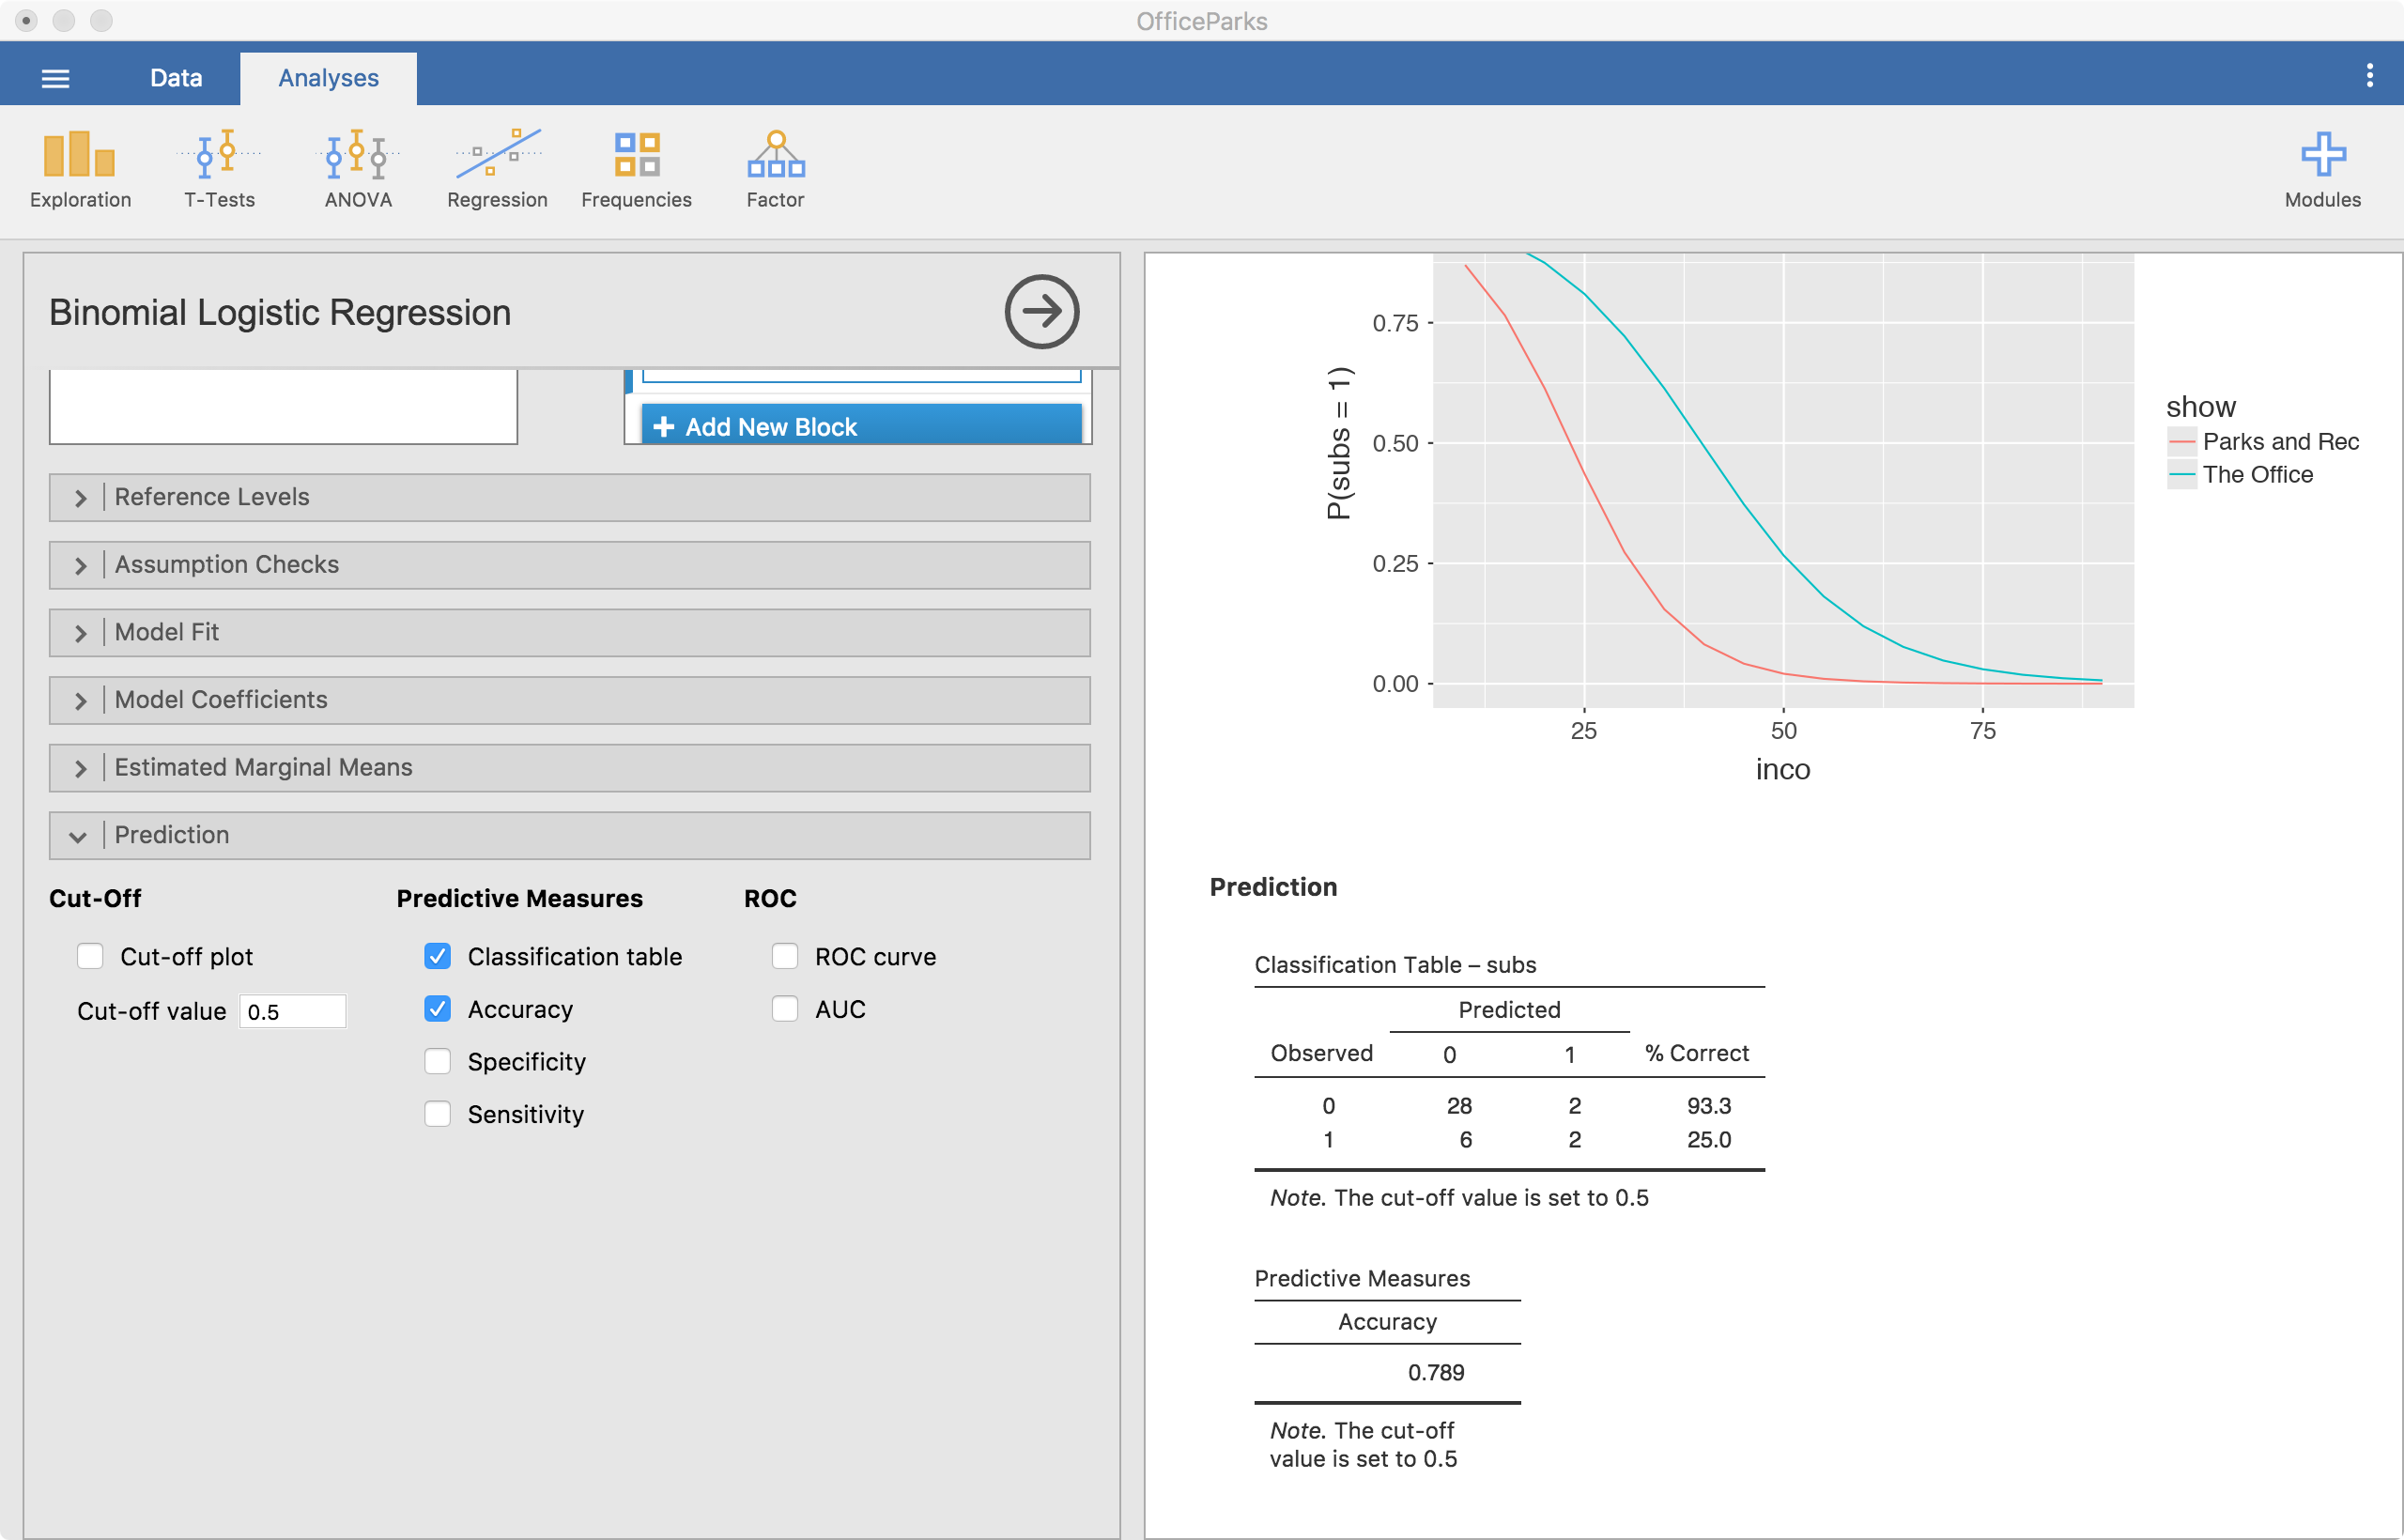 OfficeParks
Data
Analyses
Exploration
T-Tests
ANOVA
Regression
Frequencies
Factor
Modules
Binomial Logistic Regression
Add New Block
Reference Levels
Assumption Checks
Model Fit
Model Coefficients
Estimated Marginal Means
Prediction
Cut-Off
Predictive Measures
ROC
Cut-off plot
Classification table
ROC curve
Cut-off value 0.5
Accuracy
AUC
Specificity
Sensitivity
0.75
0.50
0.25
0.00
P(subs = 1)
25 50 75
inco
show
Parks and Rec
The Office
Prediction
Classification Table – subs
Predicted
Observed 0 1 % Correct
0 28 2 93.3
1 6 2 25.0
Note. The cut-off value is set to 0.5
Predictive Measures
Accuracy
0.789
Note. The cut-off
value is set to 0.5